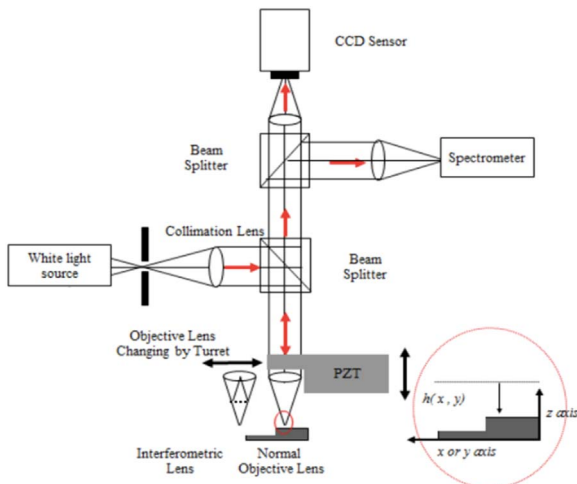 CCD Sensor
Beam
Splitter
Spectrometer
Collimation Lens
White light
source
Beam
Splitter
Objective Lens
Changing by Turret
PZT
h( x , y)
z axis
x or y axis
Interferometric
Lens
Normal
Objective Lens